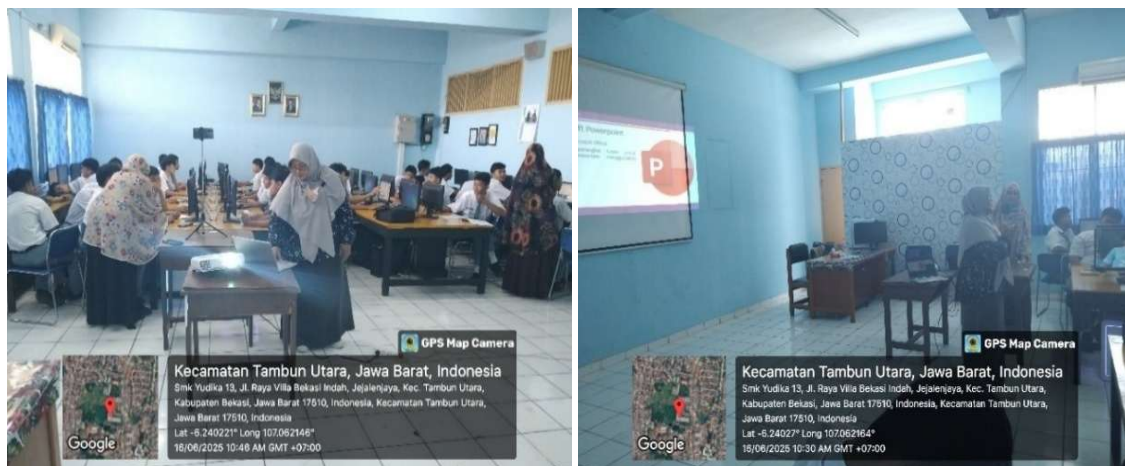 GPS Map Camera
Kecamatan Tambun Utara, Jawa Barat, Indonesia
Smk Yudika 13, Jl. Raya Villa Bekasi Indah, Jejalenjaya, Kec. Tambun Utara,
Kabupaten Bekasi, Jawa Barat 17510, Indonesia, Kecamatan Tambun Utara,
Jawa Barat 17510, Indonesia
Lat -6.240221° Long 107.062146°
16/06/2025 10:46 AM GMT +07:00
Google
Powerpoint
P
GPS Map Camera
Kecamatan Tambun Utara, Jawa Barat, Indonesia
Smk Yudika 13, Jl. Raya Villa Bekasi Indah, Jejalenjaya, Kec. Tambun Utara,
Kabupaten Bekasi, Jawa Barat 17510, Indonesia, Kecamatan Tambun Utara,
Jawa Barat 17510, Indonesia
Lat -6.24027° Long 107.062164°
16/06/2025 10:30 AM GMT +07:00
Google